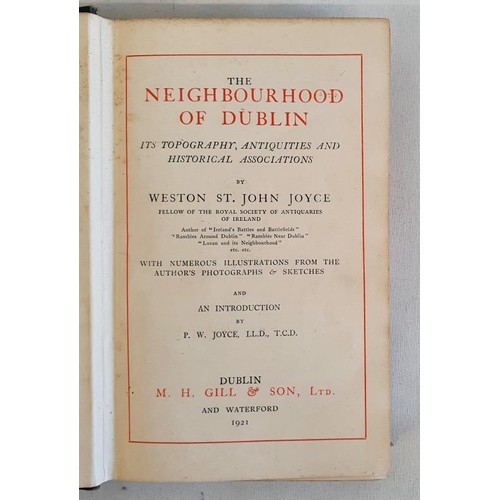 THE
NEIGHBOURHOOD
OF DUBLIN
ITS TOPOGRAPHY, ANTIQUITIES AND
HISTORICAL ASSOCIATIONS
BY
WESTON ST. JOHN JOYCE
FELLOW OF THE ROYAL SOCIETY OF ANTIQUARIES
OF IRELAND
Author of "Ireland's Battles and Battlefields"
"Rambles Around Dublin" "Rambles Near Dublin"
"Lucan and its Neighbourhood"
etc. etc.
WITH NUMEROUS ILLUSTRATIONS FROM THE
AUTHOR'S PHOTOGRAPHS & SKETCHES
AND
AN INTRODUCTION
BY
P. W. JOYCE, LL.D., T.C.D.
DUBLIN
M. H. GILL & SON, LTD.
AND WATERFORD
1921